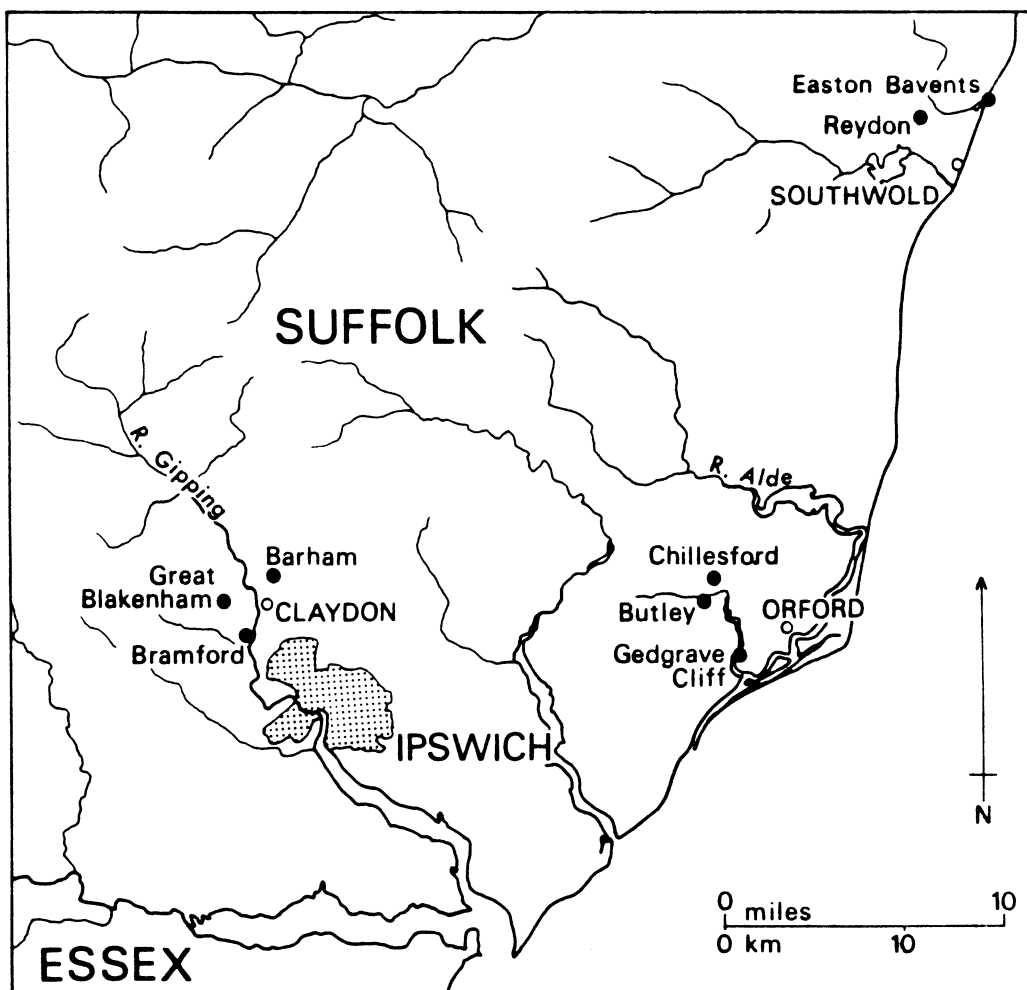 Easton Bavents
Reydon
SOUTHWOLD
SUFFOLK
R. Gipping
R. Alde
Barham
Chillesford
Great
Blakenham
CLAYDON
Butley
ORFORD
Bramford
Gedgrave
Cliff
IPSWICH
N
0 miles 10
0 km 10
ESSEX